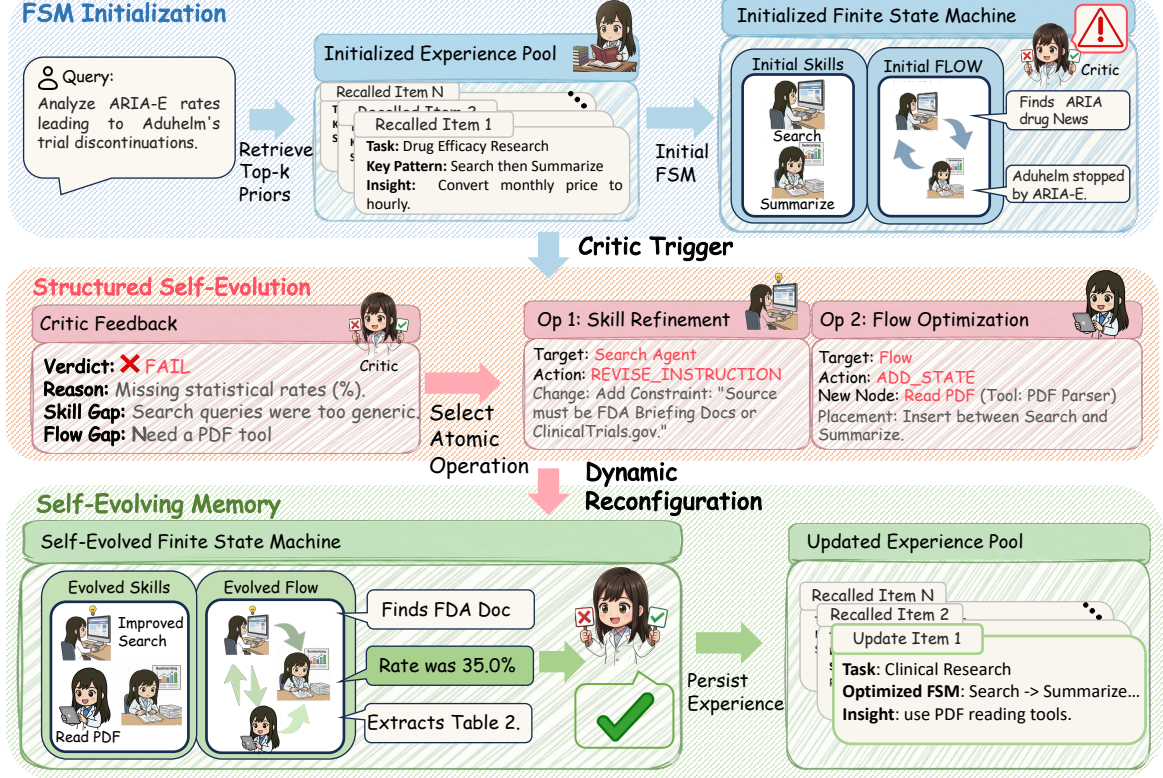 FSM Initialization
Query:
Analyze ARIA-E rates
leading to Aduhelm's
trial discontinuations.
Retrieve
Top-k
Priors
Initialized Experience Pool
Recalled Item N
Recalled Item 2
Recalled Item 1
Task: Drug Efficacy Research
Key Pattern: Search then Summarize
Insight: Convert monthly price to
hourly.
Initial
FSM
Initialized Finite State Machine
Critic
Initial Skills
Search
Summarize
Initial FLOW
Finds ARIA
drug News
Aduhelm stopped
by ARIA-E.
Critic Trigger
Structured Self-Evolution
Critic Feedback
Critic
Verdict: ❌ FAIL
Reason: Missing statistical rates (%).
Skill Gap: Search queries were too generic.
Flow Gap: Need a PDF tool
Select
Atomic
Operation
Op 1: Skill Refinement
Target: Search Agent
Action: REVISE_INSTRUCTION
Change: Add Constraint: "Source
must be FDA Briefing Docs or
ClinicalTrials.gov."
Op 2: Flow Optimization
Target: Flow
Action: ADD_STATE
New Node: Read PDF (Tool: PDF Parser)
Placement: Insert between Search and
Summarize.
Dynamic
Reconfiguration
Self-Evolving Memory
Self-Evolved Finite State Machine
Evolved Skills
Improved
Search
Read PDF
Evolved Flow
Finds FDA Doc
Rate was 35.0%
Extracts Table 2.
Persist
Experience
Updated Experience Pool
Recalled Item N
Recalled Item 2
Update Item 1
Task: Clinical Research
Optimized FSM: Search -> Summarize...
Insight: use PDF reading tools.